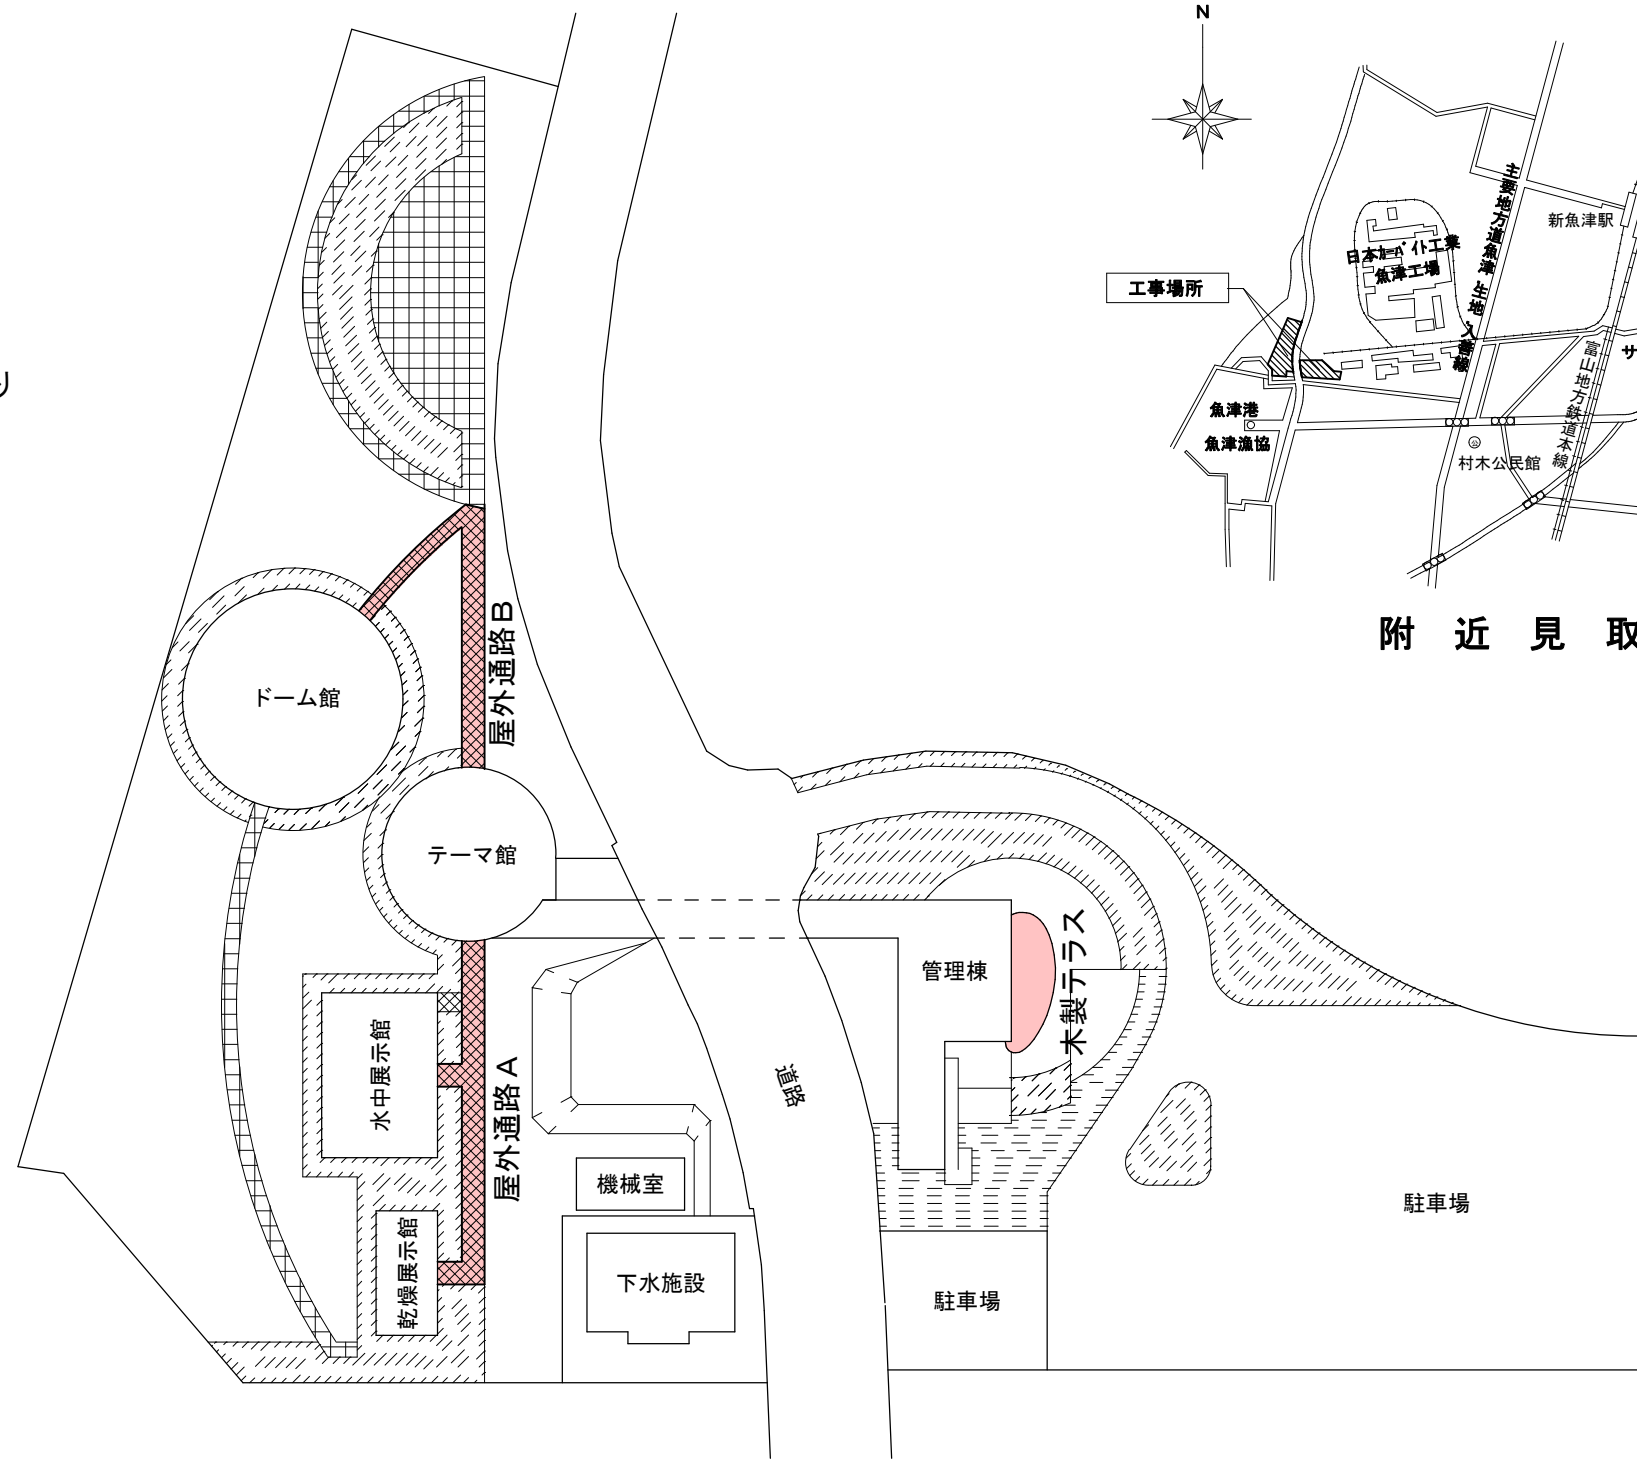 N
主要地方道魚津 生地 入善線
新魚津駅
日本カーバイト工業
魚津工場
工事場所
サ
富山地方鉄道本線
魚津港
魚津漁協
公
村木公民館
り
附近見取
屋外通路B
ドーム館
テーマ館
管理棟
木製テラス
水中展示館
屋外通路A
道路
機械室
駐車場
乾燥展示館
下水施設
駐車場